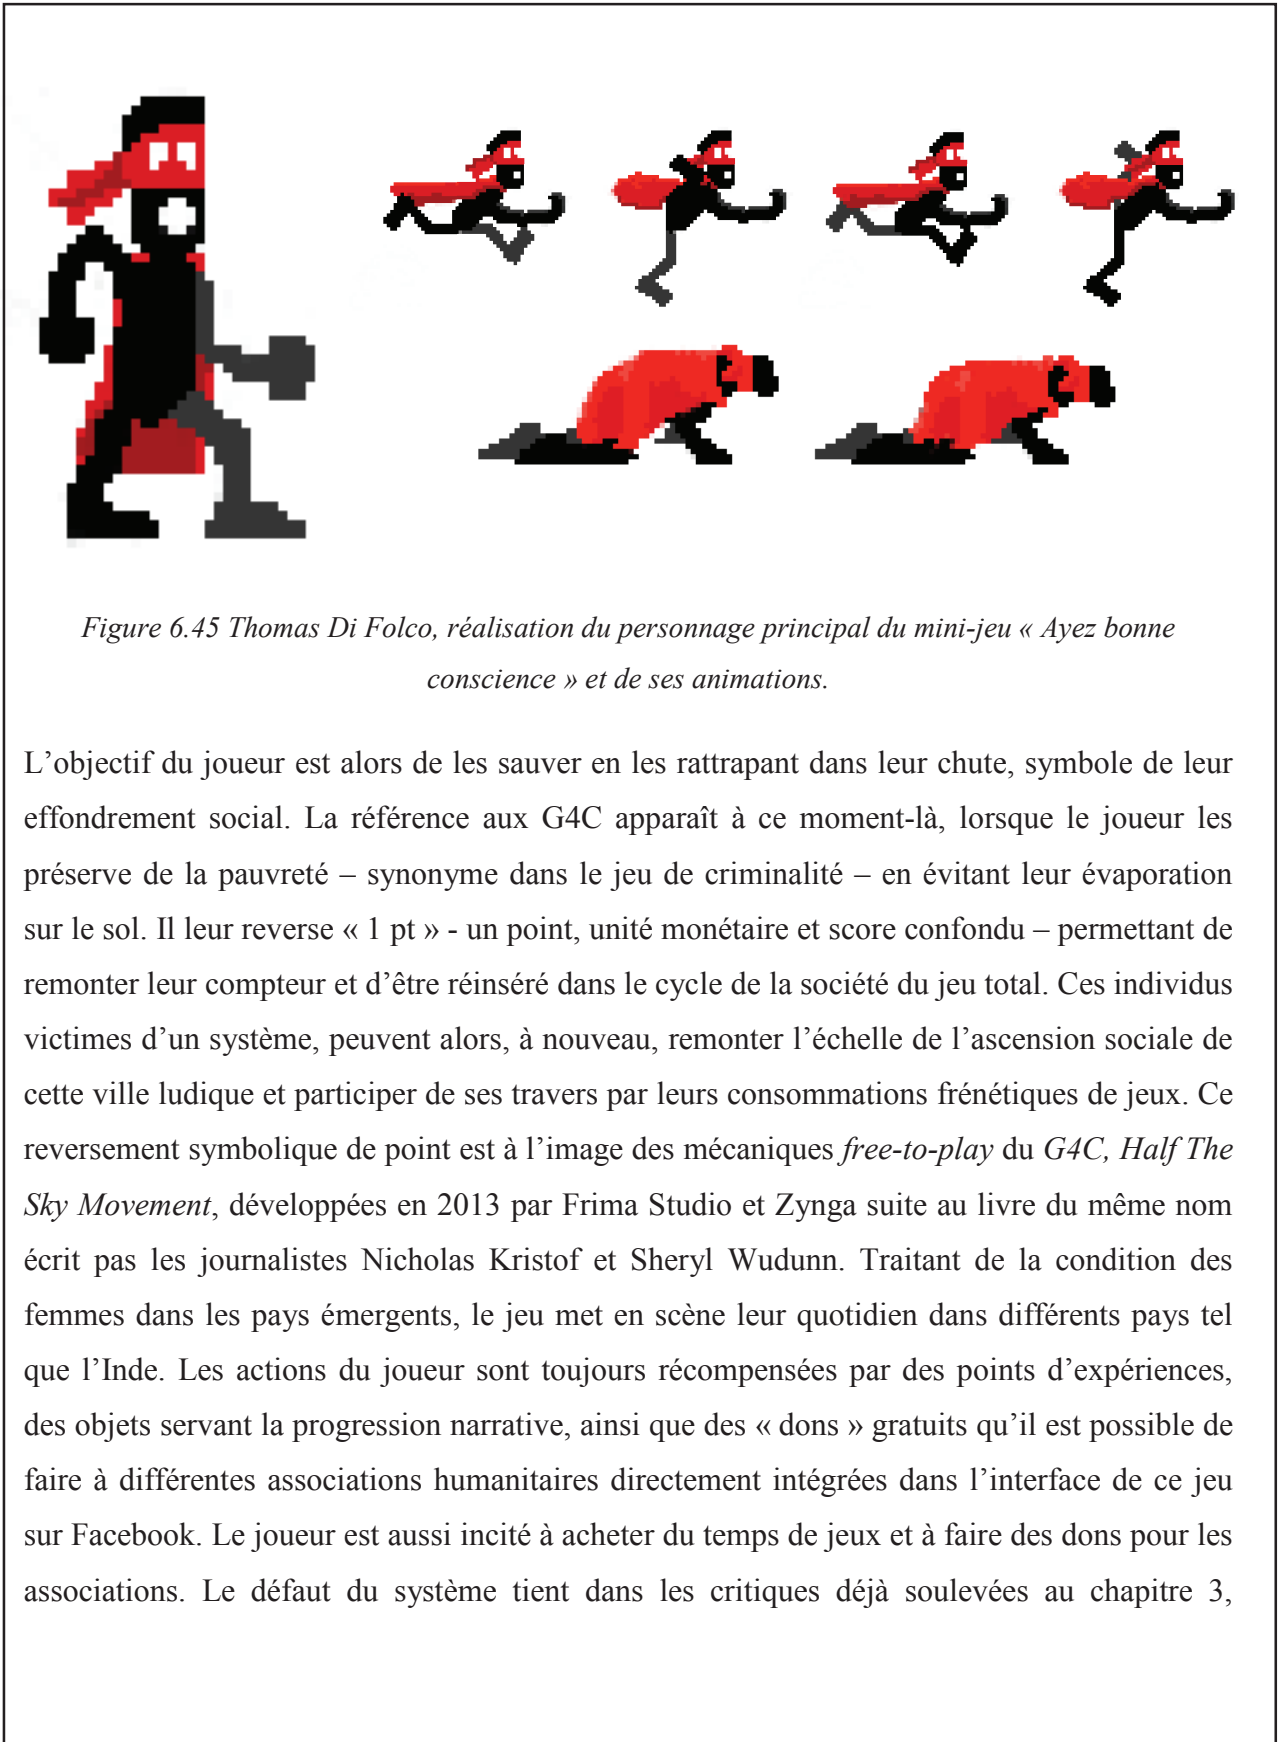 Figure 6.45 Thomas Di Folco, réalisation du personnage principal du mini-jeu « Ayez bonne
conscience » et de ses animations.
L’objectif du joueur est alors de les sauver en les rattrapant dans leur chute, symbole de leur
effondrement social. La référence aux G4C apparaît à ce moment-là, lorsque le joueur les
préserve de la pauvreté – synonyme dans le jeu de criminalité – en évitant leur évaporation
sur le sol. Il leur reverse « 1 pt » - un point, unité monétaire et score confondu – permettant de
remonter leur compteur et d’être réinséré dans le cycle de la société du jeu total. Ces individus
victimes d’un système, peuvent alors, à nouveau, remonter l’échelle de l’ascension sociale de
cette ville ludique et participer de ses travers par leurs consommations frénétiques de jeux. Ce
reversement symbolique de point est à l’image des mécaniques free-to-play du G4C, Half The
Sky Movement, développées en 2013 par Frima Studio et Zynga suite au livre du même nom
écrit pas les journalistes Nicholas Kristof et Sheryl Wudunn. Traitant de la condition des
femmes dans les pays émergents, le jeu met en scène leur quotidien dans différents pays tel
que l’Inde. Les actions du joueur sont toujours récompensées par des points d’expériences,
des objets servant la progression narrative, ainsi que des « dons » gratuits qu’il est possible de
faire à différentes associations humanitaires directement intégrées dans l’interface de ce jeu
sur Facebook. Le joueur est aussi incité à acheter du temps de jeux et à faire des dons pour les
associations. Le défaut du système tient dans les critiques déjà soulevées au chapitre 3,